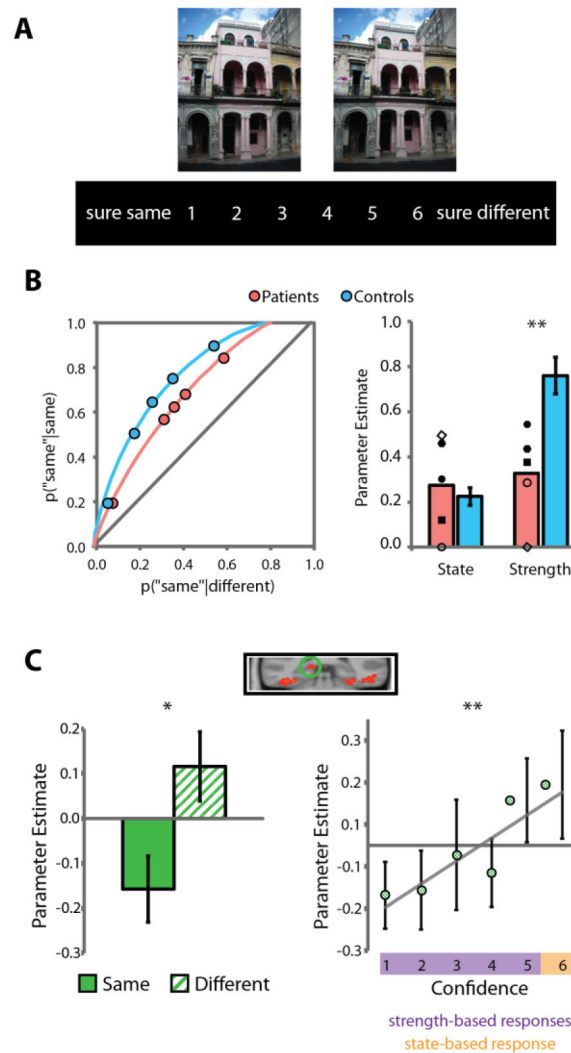 A
sure same 1 2 3 4 5 6 sure different
B
Patients Controls
1.0
0.8
0.6
0.4
0.2
0.0
p("same"|same)
0.0 0.2 0.4 0.6 0.8 1.0
p("same"|different)
**
1.0
0.8
0.6
0.4
0.2
0.0
Parameter Estimate
State Strength
C
*
0.2
0.1
0.0
-0.1
-0.2
-0.3
Parameter Estimate
Same Different
**
0.3
0.2
0.1
-0.1
-0.2
-0.3
Parameter Estimate
1 2 3 4 5 6
Confidence
strength-based responses
state-based response